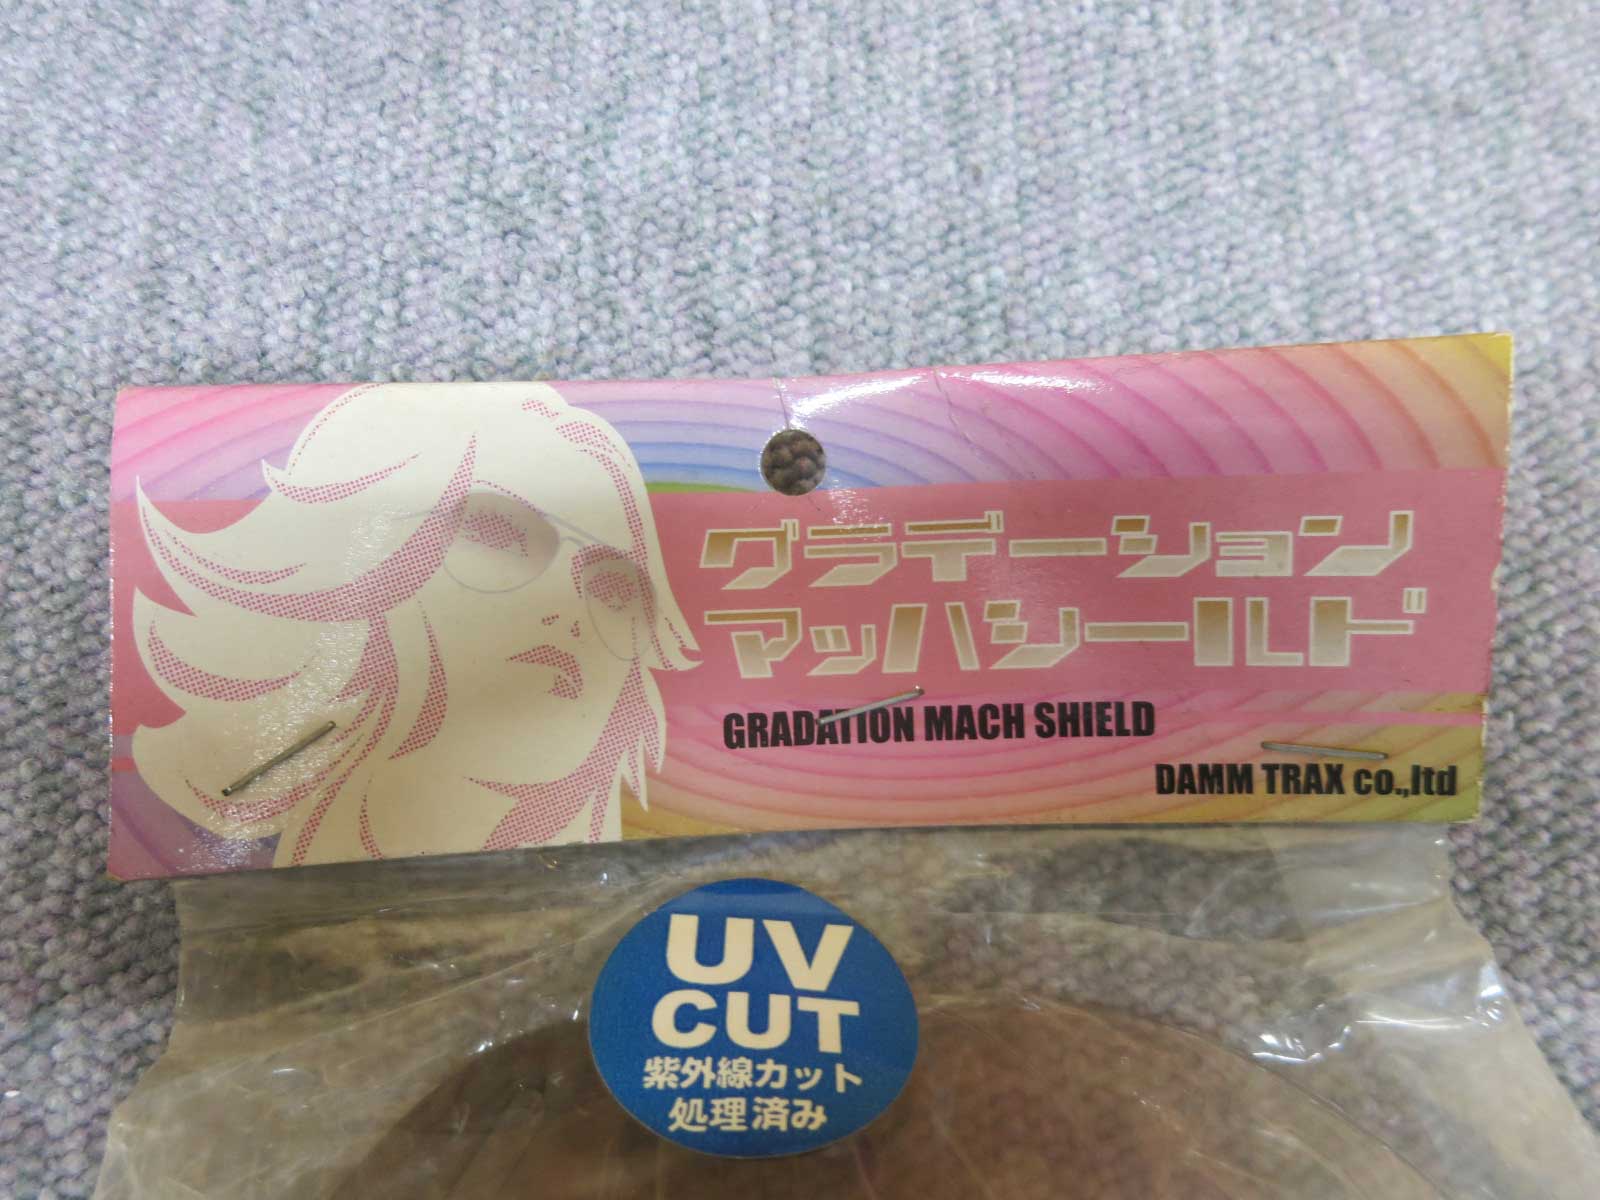 グラデーション
マッハシールド
GRADATION MACH SHIELD
DAMM TRAX co.,ltd
UV
CUT
紫外線カット
処理済み